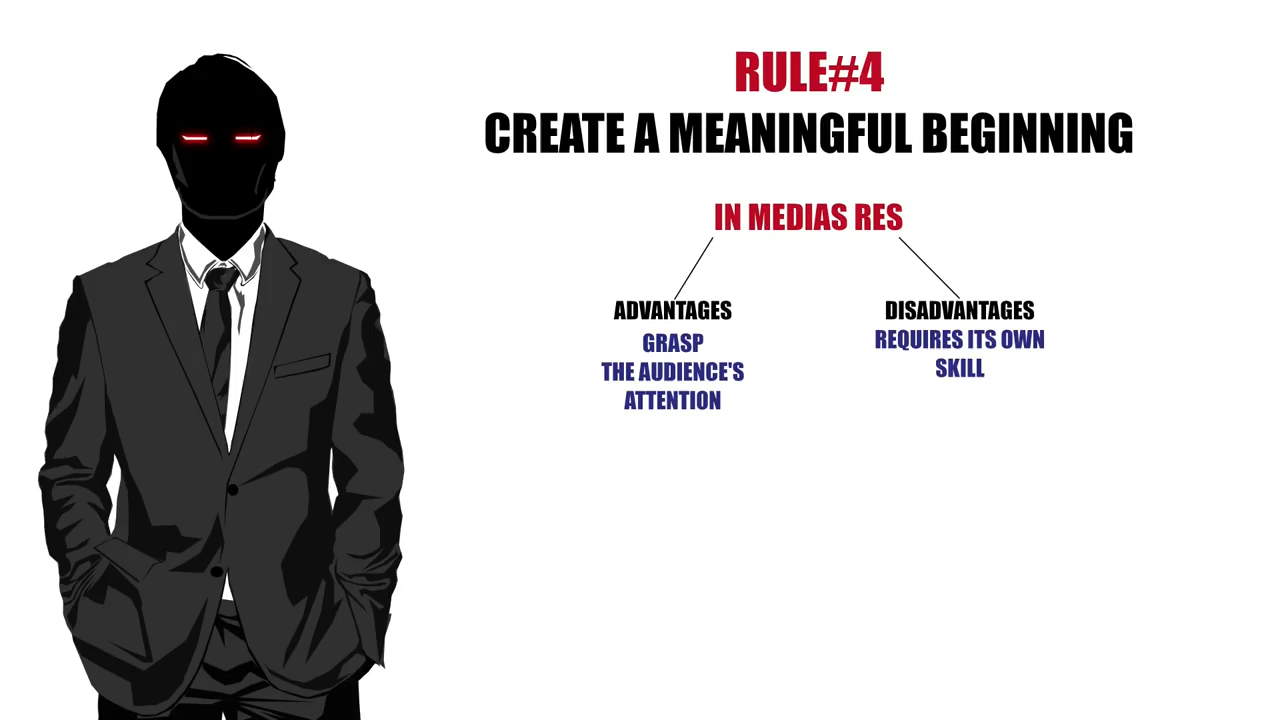 RULE#4
CREATE A MEANINGFUL BEGINNING
IN MEDIAS RES
ADVANTAGES
GRASP
THE AUDIENCE'S
ATTENTION
DISADVANTAGES
REQUIRES ITS OWN
SKILL